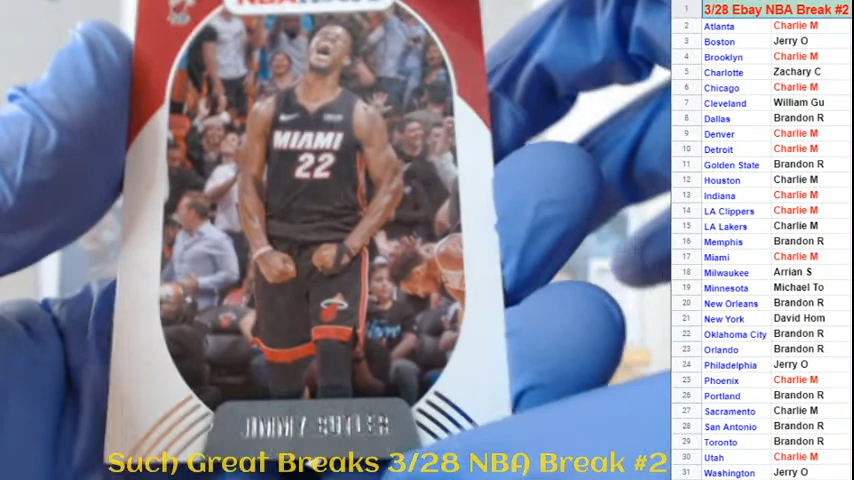 MIAMI
22
JIMMY BUTLER
Such Great Breaks 3/28 NBA Break #2
1 3/28 Ebay NBA Break #2
2 Atlanta Charlie M
3 Boston Jerry O
4 Brooklyn Charlie M
5 Charlotte Zachary C
6 Chicago Charlie M
7 Cleveland William Gu
8 Dallas Brandon R
9 Denver Charlie M
10 Detroit Charlie M
11 Golden State Brandon R
12 Houston Charlie M
13 Indiana Charlie M
14 LA Clippers Charlie M
15 LA Lakers Charlie M
16 Memphis Brandon R
17 Miami Charlie M
18 Milwaukee Arrian S
19 Minnesota Michael To
20 New Orleans Brandon R
21 New York David Hom
22 Oklahoma City Brandon R
23 Orlando Brandon R
24 Philadelphia Jerry O
25 Phoenix Charlie M
26 Portland Brandon R
27 Sacramento Charlie M
28 San Antonio Brandon R
29 Toronto Brandon R
30 Utah Charlie M
31 Washington Jerry O